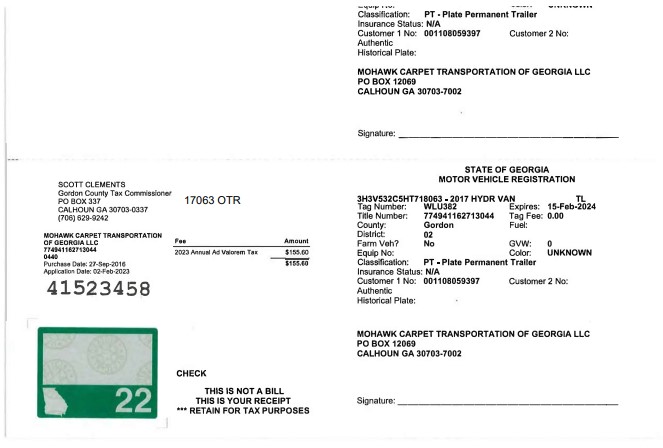 Classification: PT - Plate Permanent Trailer
Insurance Status: N/A
Customer 1 No: 001108059397 Customer 2 No:
Authentic
Historical Plate:
MOHAWK CARPET TRANSPORTATION OF GEORGIA LLC
PO BOX 12069
CALHOUN GA 30703-7002
Signature:
SCOTT CLEMENTS
Gordon County Tax Commissioner
PO BOX 337
CALHOUN GA 30703-0337
(706) 629-9242
17063 OTR
MOHAWK CARPET TRANSPORTATION
OF GEORGIA LLC
774941162713044
0440
Purchase Date: 27-Sep-2016
Application Date: 02-Feb-2023
41523458
Fee Amount
2023 Annual Ad Valorem Tax $155.60
$155.60
22
CHECK
THIS IS NOT A BILL
THIS IS YOUR RECEIPT
*** RETAIN FOR TAX PURPOSES
STATE OF GEORGIA
MOTOR VEHICLE REGISTRATION
3H3V532C5HT718063 - 2017 HYDR VAN TL
Tag Number: WLU382 Expires: 15-Feb-2024
Title Number: 774941162713044 Tag Fee: 0.00
County: Gordon Fuel:
District: 02
Farm Veh? No GVW: 0
Equip No: Color: UNKNOWN
Classification: PT - Plate Permanent Trailer
Insurance Status: N/A
Customer 1 No: 001108059397 Customer 2 No:
Authentic
Historical Plate:
MOHAWK CARPET TRANSPORTATION OF GEORGIA LLC
PO BOX 12069
CALHOUN GA 30703-7002
Signature: